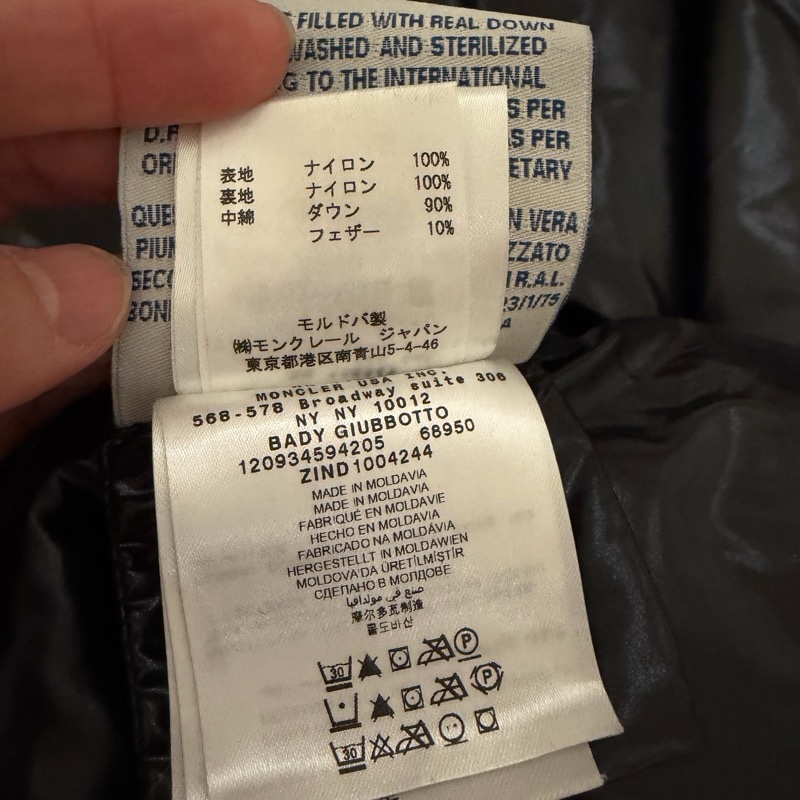 FILLED WITH REAL DOWN
WASHED AND STERILIZED
TO THE INTERNATIONAL
PER
PER
QUE
VERA
R.A.L.
23/1/75
表地 ナイロン 100%
裏地 ナイロン 100%
中綿 ダウン 90%
フェザー 10%
モルドバ製
㈱モンクレール ジャパン
東京都港区南青山5-4-46
MONCLER USA INC.
568-578 Broadway suite 306
NY NY 10012
BADY GIUBBOTTO
120934594205 68950
ZIND1004244
MADE IN MOLDAVIA
MADE IN MOLDAVIA
FABRIQUÉ EN MOLDAVIE
HECHO EN MOLDAVIA
FABRICADO NA MOLDÁVIA
HERGESTELLT IN MOLDAWIEN
MOLDOVA'DA ÜRETİLMİŞTİR
СДЕЛАНО В МОЛДОВЕ
صنع في مولدافيا
摩尔多瓦制造
몰도바산
30 P
P
30